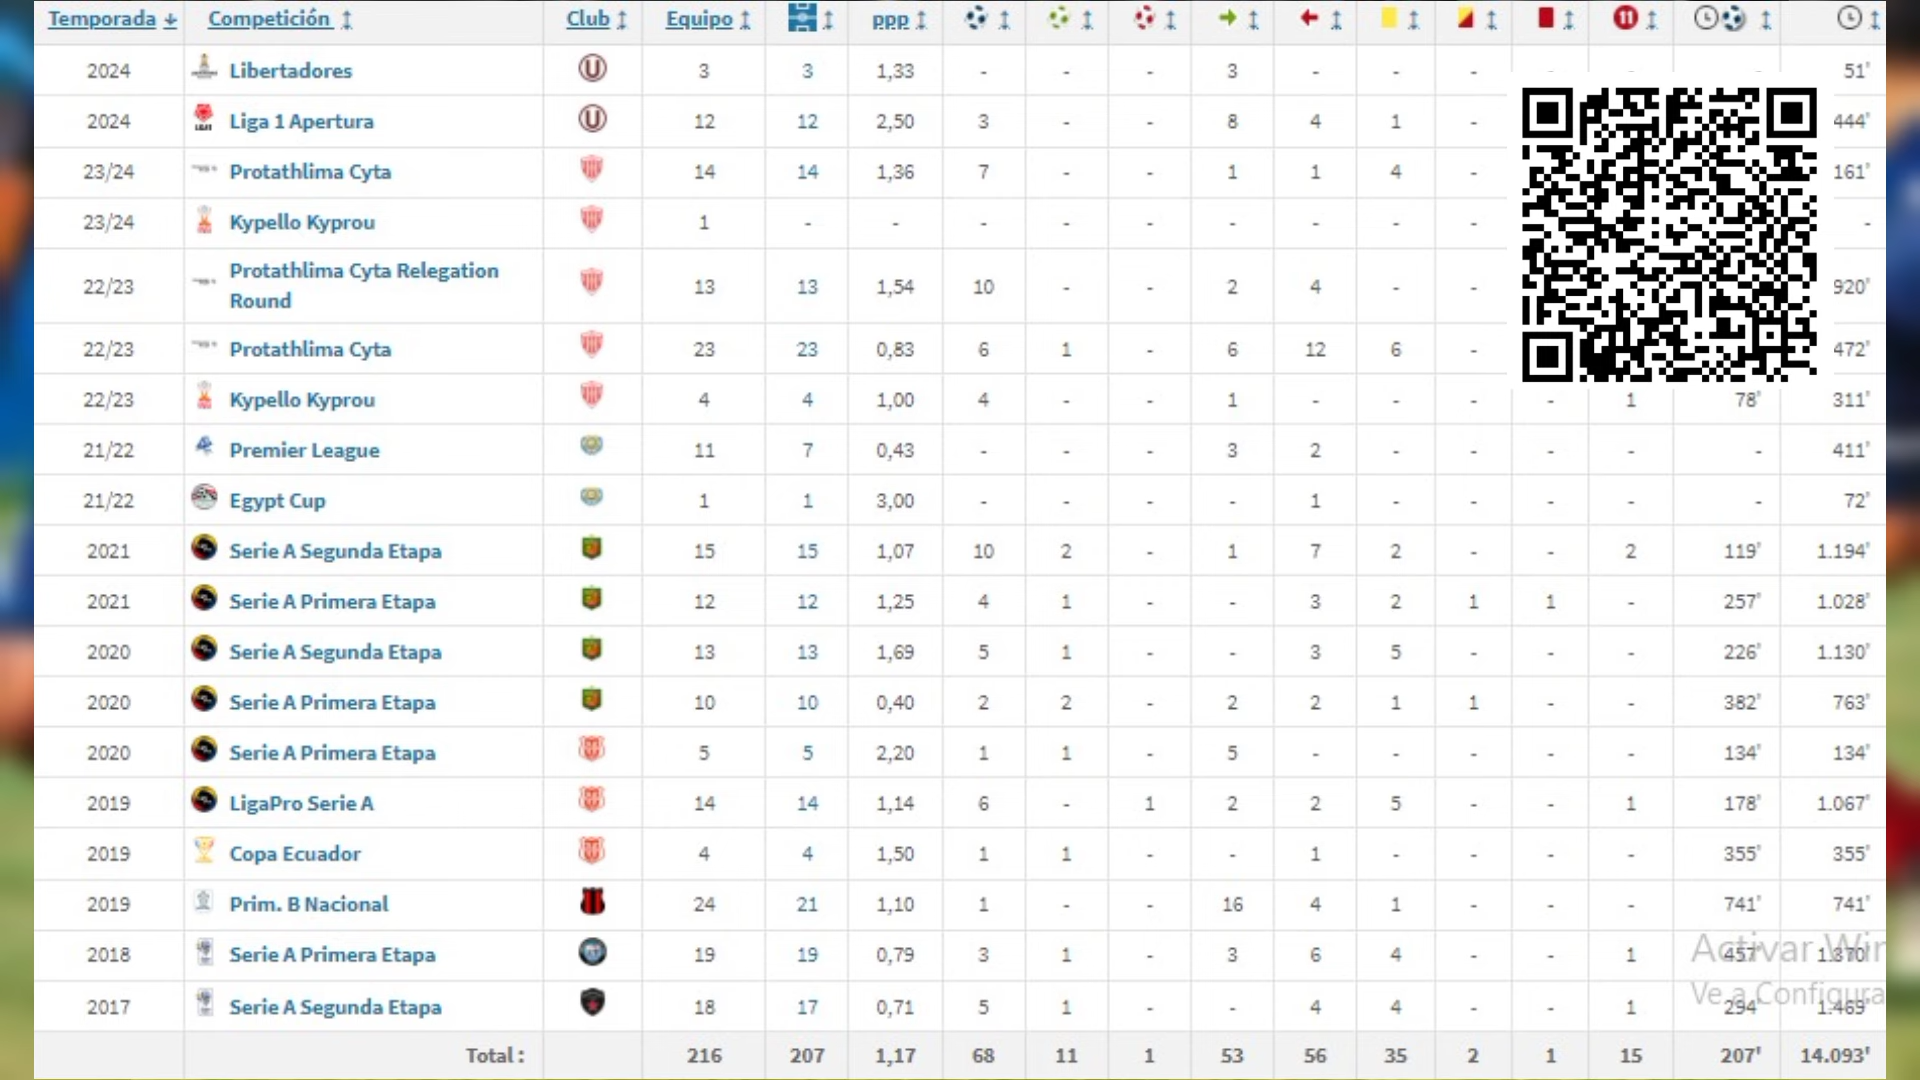 Temporada Competición Club Equipo ppp 11
2024 Libertadores 3 3 1,33 - - - 3 - - - - - - 51'
2024 Liga 1 Apertura 12 12 2,50 3 - - 8 4 1 - 444'
23/24 Protathlima Cyta 14 14 1,36 7 - - 1 1 4 - 161'
23/24 Kypello Kyprou 1 - - - - - - - - - -
22/23 Protathlima Cyta Relegation
Round 13 13 1,54 10 - - 2 4 - - 920'
22/23 Protathlima Cyta 23 23 0,83 6 1 - 6 12 6 - 472'
22/23 Kypello Kyprou 4 4 1,00 4 - - 1 - - - - 1 78' 311'
21/22 Premier League 11 7 0,43 - - - 3 2 - - - - - 411'
21/22 Egypt Cup 1 1 3,00 - - - - 1 - - - - - 72'
2021 Serie A Segunda Etapa 15 15 1,07 10 2 - 1 7 2 - - 2 119' 1.194'
2021 Serie A Primera Etapa 12 12 1,25 4 1 - - 3 2 1 1 - 257' 1.028'
2020 Serie A Segunda Etapa 13 13 1,69 5 1 - - 3 5 - - - 226' 1.130'
2020 Serie A Primera Etapa 10 10 0,40 2 2 - 2 2 1 1 - - 382' 763'
2020 Serie A Primera Etapa 5 5 2,20 1 1 - 5 - - - - - 134' 134'
2019 LigaPro Serie A 14 14 1,14 6 - 1 2 2 5 - - 1 178' 1.067'
2019 Copa Ecuador 4 4 1,50 1 1 - - 1 - - - - 355' 355'
2019 Prim. B Nacional 24 21 1,10 1 - - 16 4 1 - - - 741' 741'
2018 Serie A Primera Etapa 19 19 0,79 3 1 - 3 6 4 - - 1 457' 1.370'
Activar Win
2017 Serie A Segunda Etapa 18 17 0,71 5 1 - - 4 4 - - 1 294' 1.469'
Ve a Configura
Total : 216 207 1,17 68 11 1 53 56 35 2 1 15 207' 14.093'